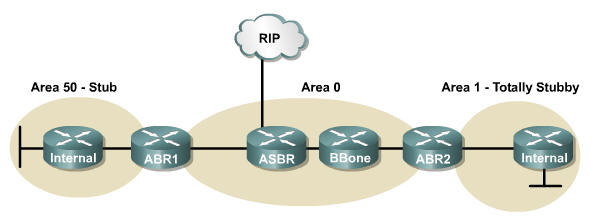 RIP
Area 50 - Stub
Area 0
Area 1 - Totally Stubby
Internal
ABR1
ASBR
BBone
ABR2
Internal